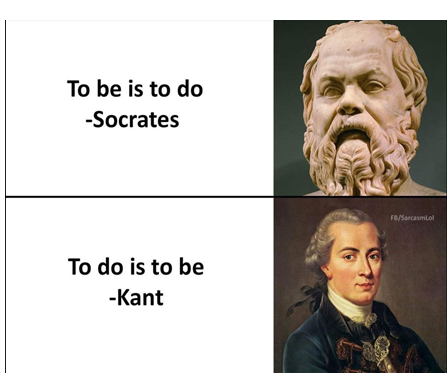 To be is to do
-Socrates
FB/SarcasmLol
To do is to be
-Kant